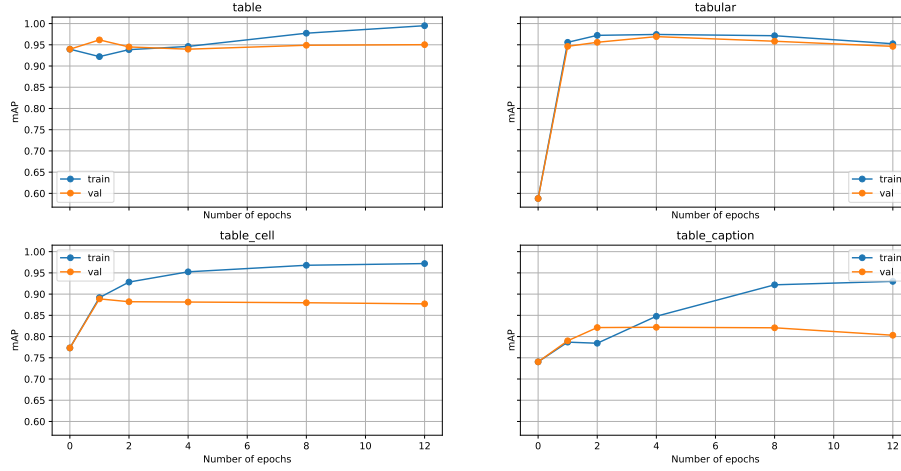 table
1.00
0.95
0.90
0.85
0.80
0.75
0.70
0.65
0.60
mAP
train
val
Number of epochs
tabular
mAP
train
val
Number of epochs
table_cell
1.00
0.95
0.90
0.85
0.80
0.75
0.70
0.65
0.60
mAP
train
val
0 2 4 6 8 10 12
Number of epochs
table_caption
mAP
train
val
0 2 4 6 8 10 12
Number of epochs